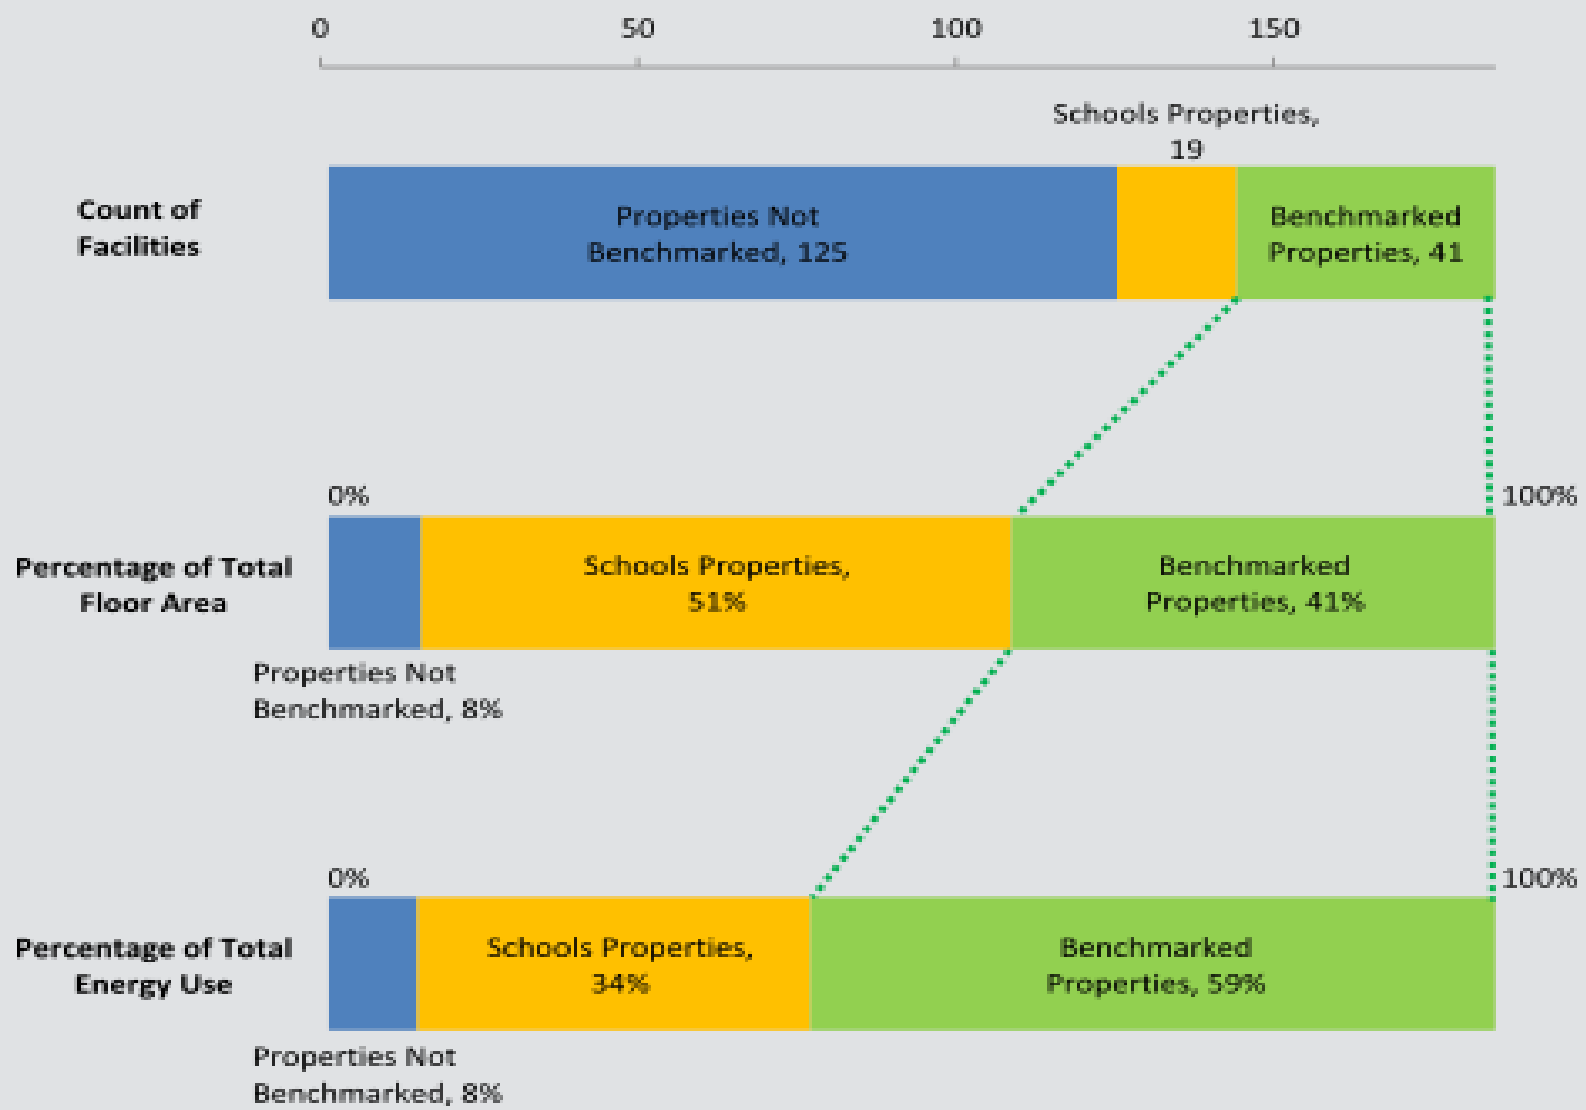 0 50 100 150
Schools Properties,
19
Count of
Facilities
Properties Not
Benchmarked, 125
Benchmarked
Properties, 41
0% 100%
Percentage of Total
Floor Area
Schools Properties,
51%
Benchmarked
Properties, 41%
Properties Not
Benchmarked, 8%
0% 100%
Percentage of Total
Energy Use
Schools Properties,
34%
Benchmarked
Properties, 59%
Properties Not
Benchmarked, 8%